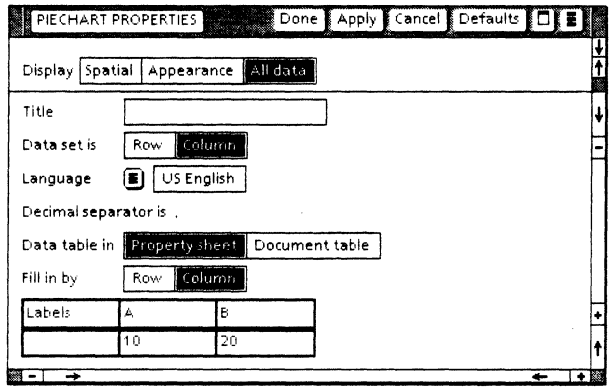 PIECHART PROPERTIES Done Apply Cancel Defaults
Display Spatial Appearance All data
Title
Data set is Row Column
Language US English
Decimal separator is .
Data table in Property sheet Document table
Fill in by Row Column
Labels A B
10 20